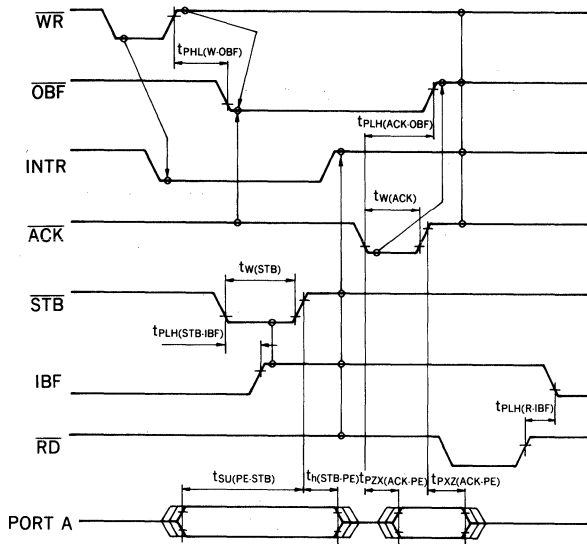 WR
tPHL(W-OBF)
OBF
tPLH(ACK-OBF)
INTR
tW(ACK)
ACK
tW(STB)
STB
tPLH(STB-IBF)
IBF
tPLH(R-IBF)
RD
tSU(PE-STB) th(STB-PE) tPZX(ACK-PE) tPXZ(ACK-PE)
PORT A